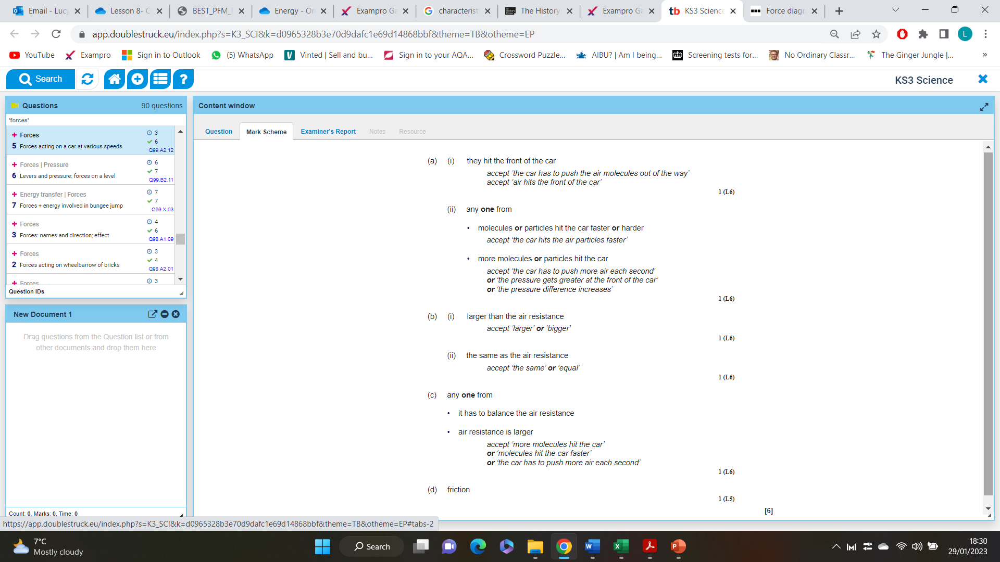 Email - Lucy
Lesson 8- C
BEST_PFM_
Energy - On
Exampro Ga
characterist
The History
Exampro Ga
KS3 Science
Force diagr
app.doublestruck.eu/index.php?s=K3_SCI&k=d0965328b3e70d9dafc1e69d14868bbf&theme=TB&otheme=EP
L
YouTube
Exampro
Sign in to Outlook
(5) WhatsApp
Vinted | Sell and bu...
Sign in to your AQA...
Crossword Puzzle...
AIBU? | Am I being...
Screening tests for...
No Ordinary Classr...
The Ginger Jungle |...
»
Search
KS3 Science
Questions 90 questions
'forces'
Forces 3
5 Forces acting on a car at various speeds 6
Q99.A2.12
Forces | Pressure 6
6 Levers and pressure: forces on a level 7
Q99.B2.11
Energy transfer | Forces 7
7 Forces + energy involved in bungee jump 7
Q99.X.03
Forces 4
3 Forces: names and direction; effect 6
Q98.A1.09
Forces 3
2 Forces acting on wheelbarrow of bricks 4
Q98.A2.01
Forces 3
Question IDs
New Document 1
Drag questions from the Question list or from
other documents and drop them here
Count: 0, Marks: 0, Time: 0
Content window
Question
Mark Scheme
Examiner's Report
Notes
Resource
(a) (i) they hit the front of the car
accept ‘the car has to push the air molecules out of the way’
accept ‘air hits the front of the car’
1 (L6)
(ii) any one from
• molecules or particles hit the car faster or harder
accept ‘the car hits the air particles faster’
• more molecules or particles hit the car
accept ‘the car has to push more air each second’
or ‘the pressure gets greater at the front of the car’
or ‘the pressure difference increases’
1 (L6)
(b) (i) larger than the air resistance
accept ‘larger’ or ‘bigger’
1 (L6)
(ii) the same as the air resistance
accept ‘the same’ or ‘equal’
1 (L6)
(c) any one from
• it has to balance the air resistance
• air resistance is larger
accept ‘more molecules hit the car’
or ‘molecules hit the car faster’
or ‘the car has to push more air each second’
1 (L6)
(d) friction
1 (L5)
[6]
https://app.doublestruck.eu/index.php?s=K3_SCI&k=d0965328b3e70d9dafc1e69d14868bbf&theme=TB&otheme=EP#tabs-2
7°C
Mostly cloudy
Search
18:30
29/01/2023